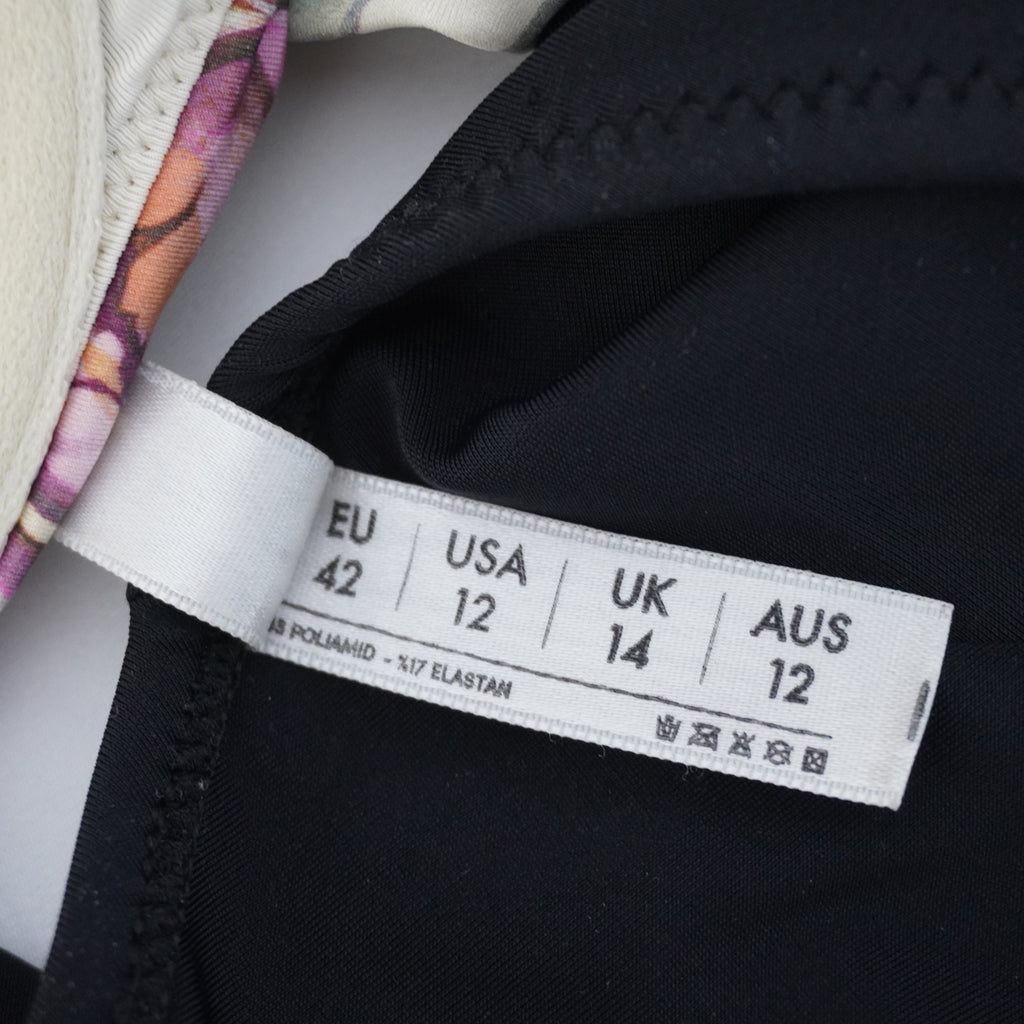 EU USA UK AUS
42 12 14 12
POLIAMID - %17 ELASTAN